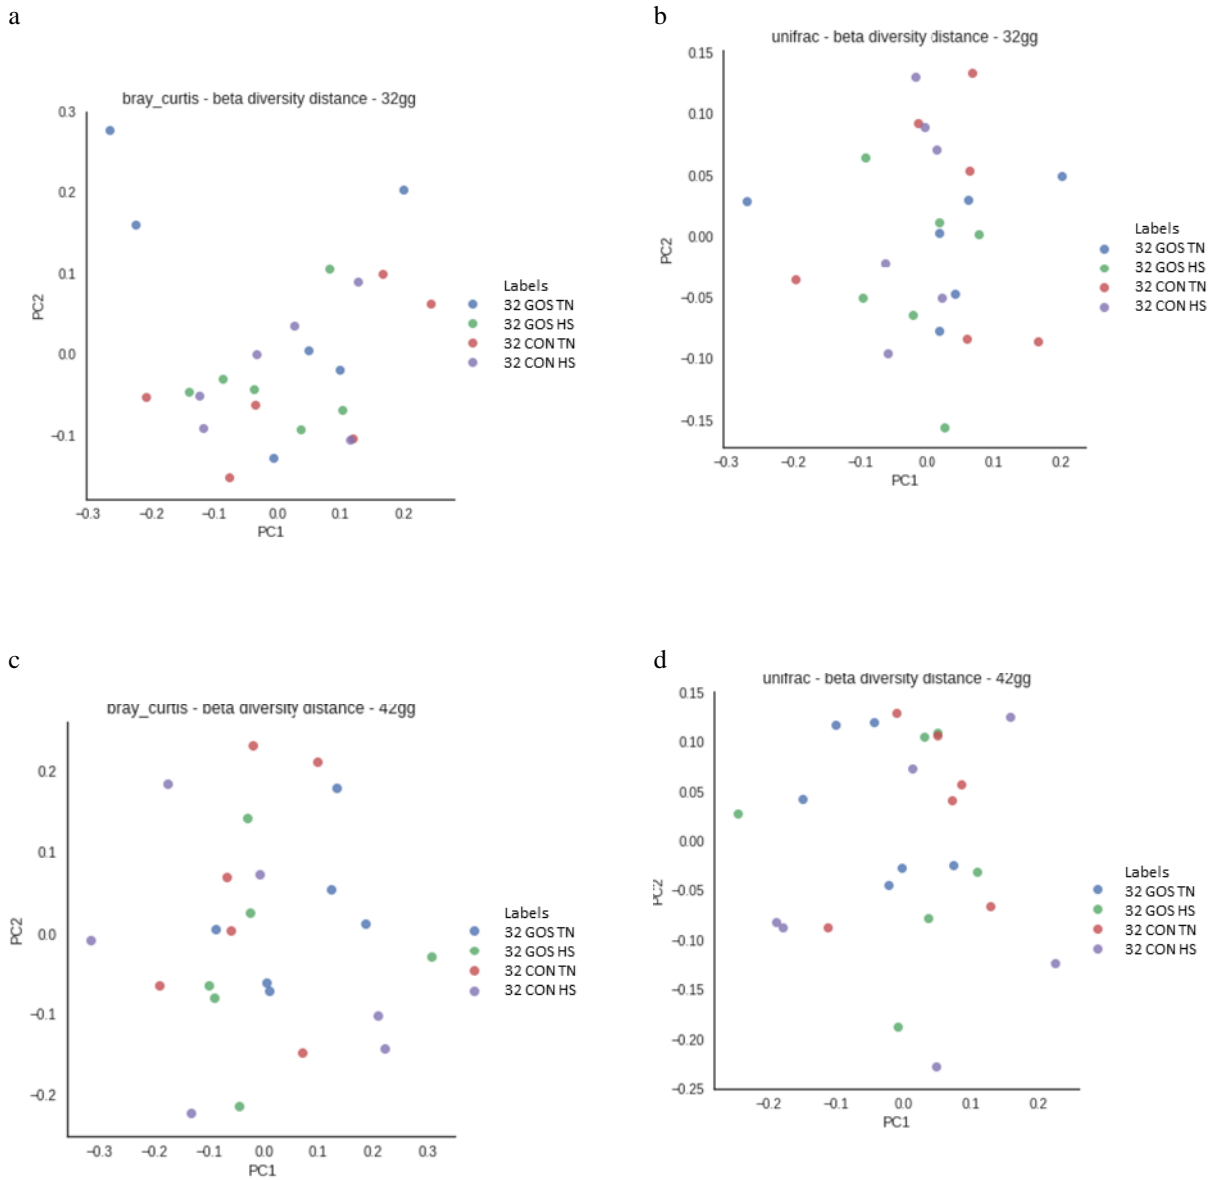 a
bray_curtis - beta diversity distance - 32gg
0.3
0.2
0.1
0.0
−0.1
PC2
−0.3 −0.2 −0.1 0.0 0.1 0.2
PC1
Labels
32 GOS TN
32 GOS HS
32 CON TN
32 CON HS
b
unifrac - beta diversity distance - 32gg
0.15
0.10
0.05
0.00
−0.05
−0.10
−0.15
PC2
−0.3 −0.2 −0.1 0.0 0.1 0.2
PC1
Labels
32 GOS TN
32 GOS HS
32 CON TN
32 CON HS
c
bray_curtis - beta diversity distance - 42gg
0.2
0.1
0.0
−0.1
−0.2
PC2
−0.3 −0.2 −0.1 0.0 0.1 0.2 0.3
PC1
Labels
32 GOS TN
32 GOS HS
32 CON TN
32 CON HS
d
unifrac - beta diversity distance - 42gg
0.15
0.10
0.05
0.00
−0.05
−0.10
−0.15
−0.20
−0.25
PC2
−0.2 −0.1 0.0 0.1 0.2
PC1
Labels
32 GOS TN
32 GOS HS
32 CON TN
32 CON HS